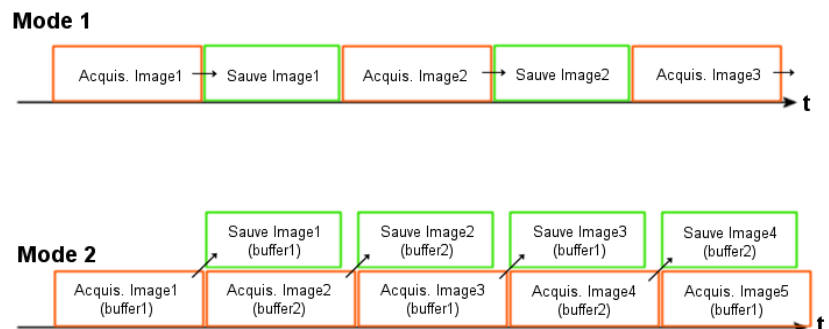 Mode 1
Acquis. Image1
Sauve Image1
Acquis. Image2
Sauve Image2
Acquis. Image3
t
Sauve Image1
(buffer1)
Sauve Image2
(buffer2)
Sauve Image3
(buffer1)
Sauve Image4
(buffer2)
Mode 2
Acquis. Image1
(buffer1)
Acquis. Image2
(buffer2)
Acquis. Image3
(buffer1)
Acquis. Image4
(buffer2)
Acquis. Image5
(buffer1)
t